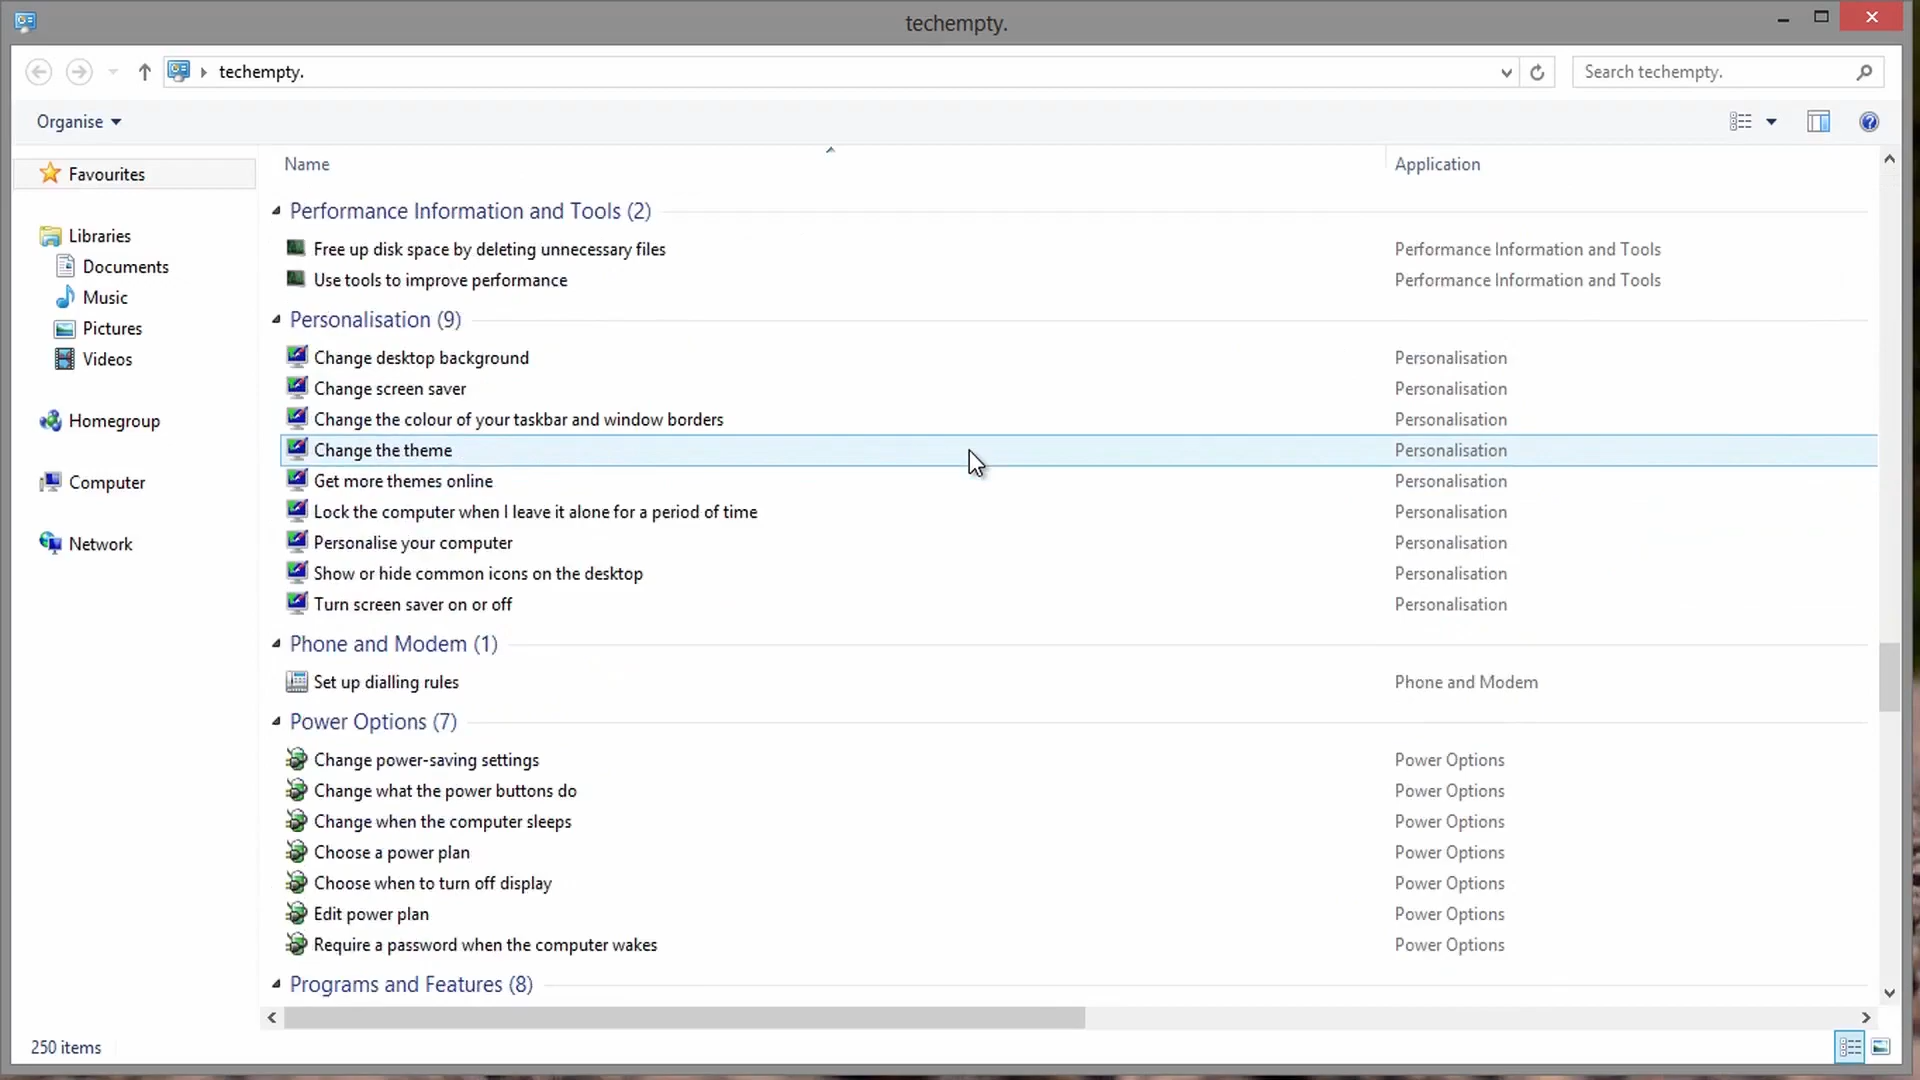 techempty.
techempty.
Search techempty.
Organise
Favourites
Libraries
Documents
Music
Pictures
Videos
Homegroup
Computer
Network
Name Application
Performance Information and Tools (2)
Free up disk space by deleting unnecessary files Performance Information and Tools
Use tools to improve performance Performance Information and Tools
Personalisation (9)
Change desktop background Personalisation
Change screen saver Personalisation
Change the colour of your taskbar and window borders Personalisation
Change the theme Personalisation
Get more themes online Personalisation
Lock the computer when I leave it alone for a period of time Personalisation
Personalise your computer Personalisation
Show or hide common icons on the desktop Personalisation
Turn screen saver on or off Personalisation
Phone and Modem (1)
Set up dialling rules Phone and Modem
Power Options (7)
Change power-saving settings Power Options
Change what the power buttons do Power Options
Change when the computer sleeps Power Options
Choose a power plan Power Options
Choose when to turn off display Power Options
Edit power plan Power Options
Require a password when the computer wakes Power Options
Programs and Features (8)
250 items